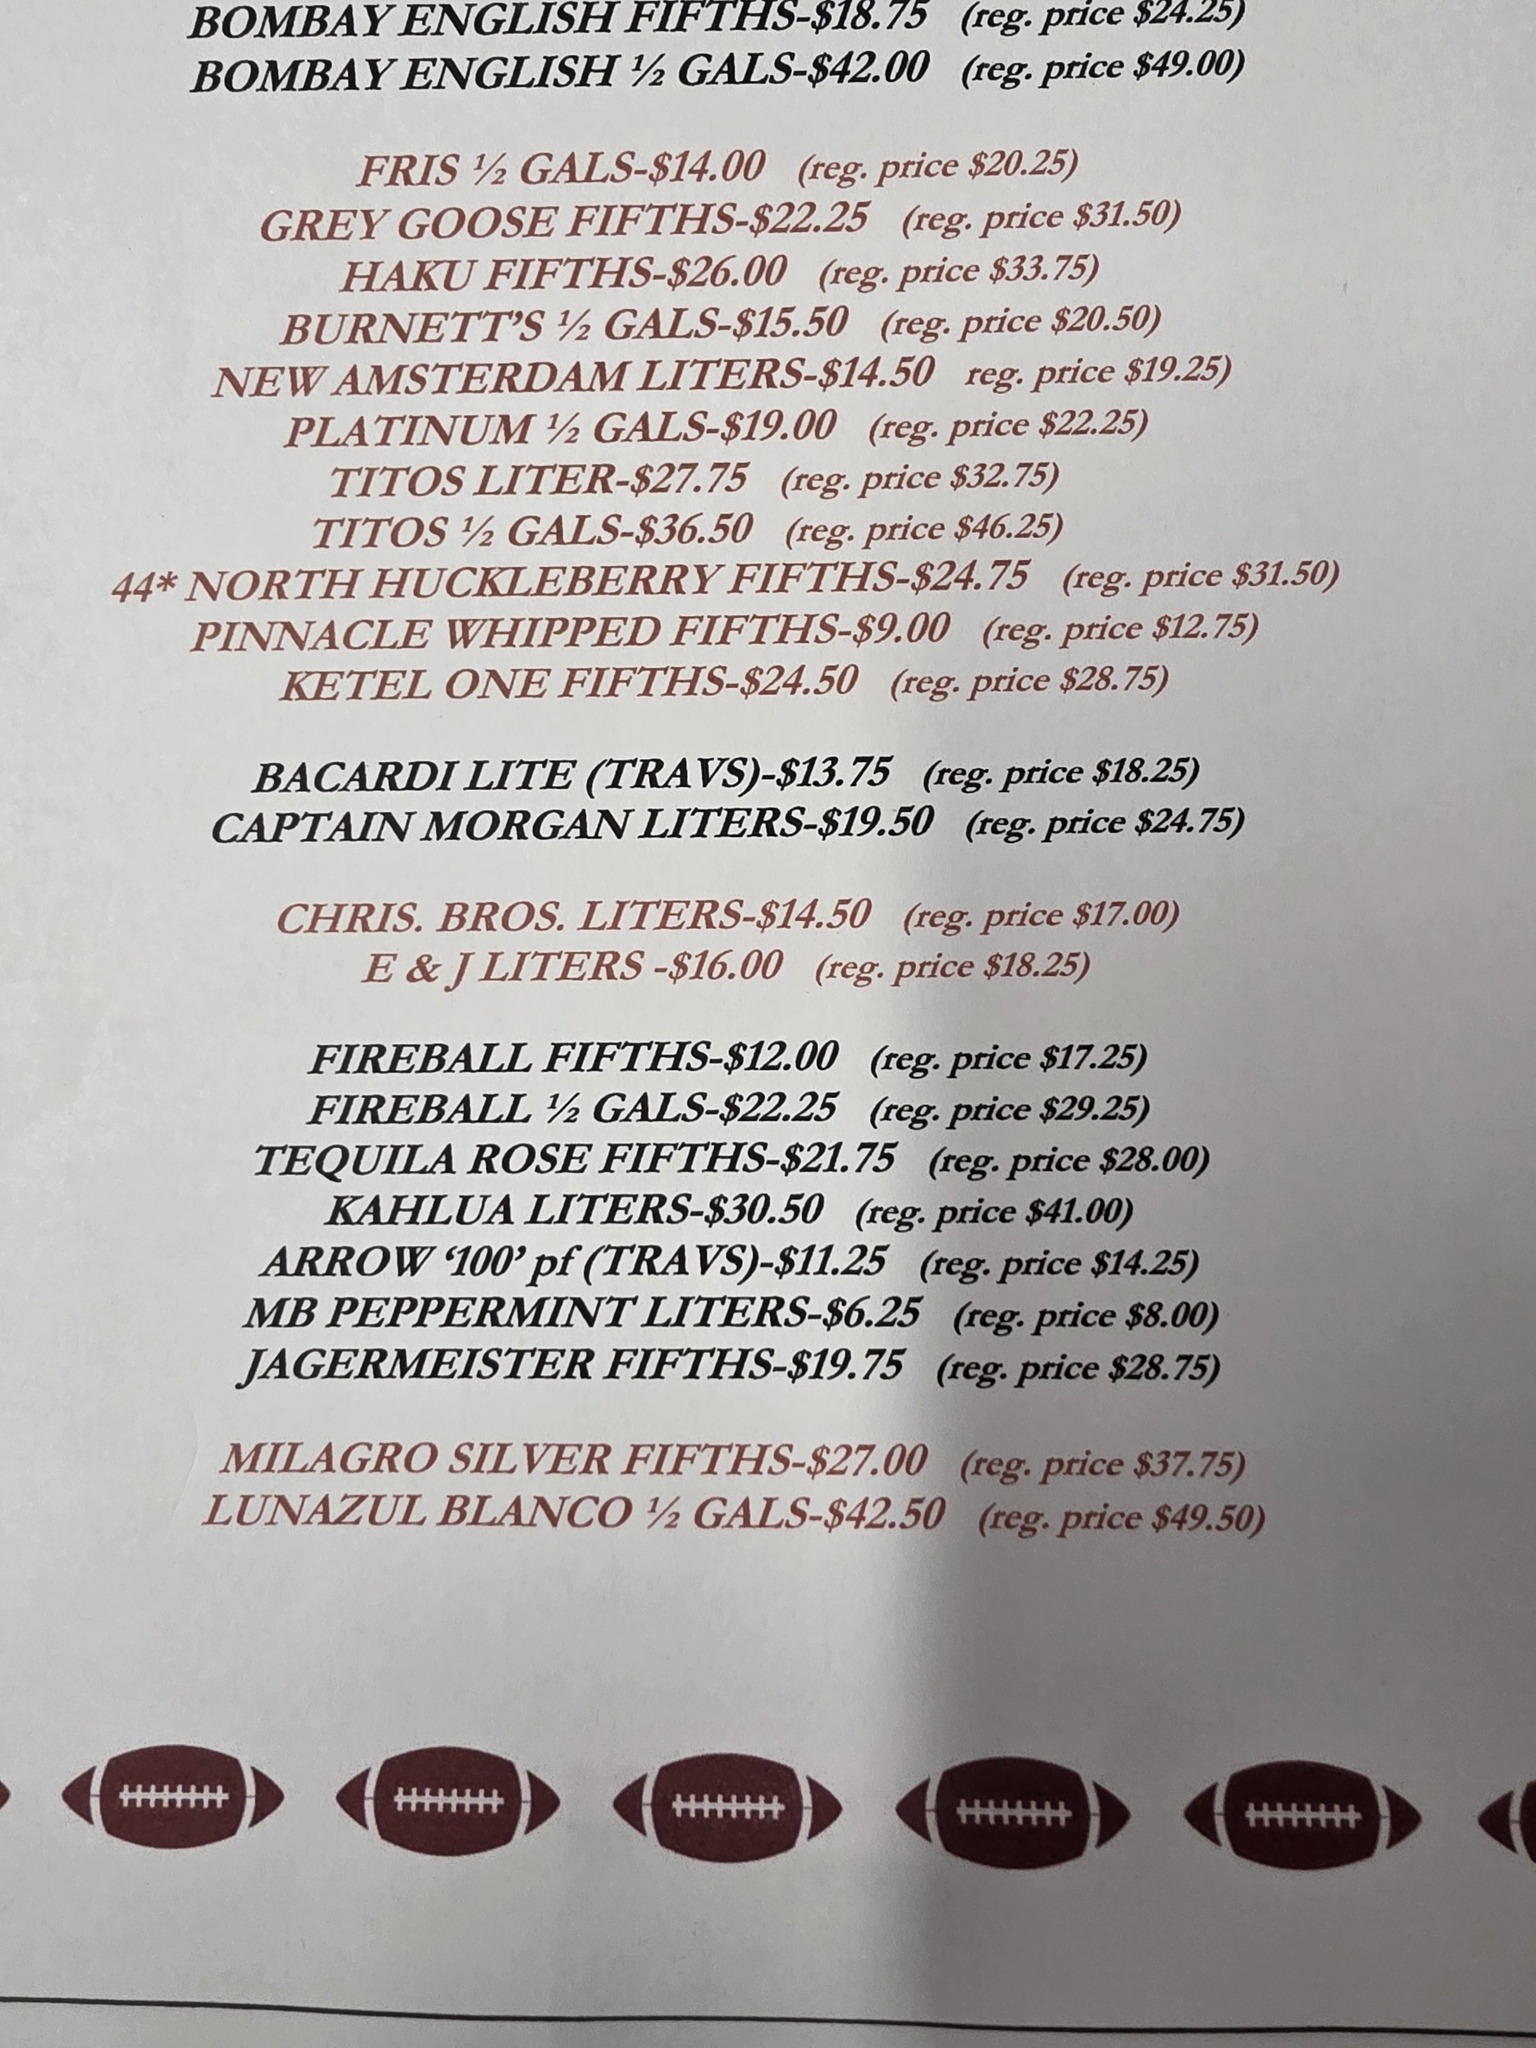 BOMBAY ENGLISH FIFTHS-$18.75 (reg. price $24.25)
BOMBAY ENGLISH ½ GALS-$42.00 (reg. price $49.00)
FRIS ½ GALS-$14.00 (reg. price $20.25)
GREY GOOSE FIFTHS-$22.25 (reg. price $31.50)
HAKU FIFTHS-$26.00 (reg. price $33.75)
BURNETT'S ½ GALS-$15.50 (reg. price $20.50)
NEW AMSTERDAM LITERS-$14.50 reg. price $19.25)
PLATINUM ½ GALS-$19.00 (reg. price $22.25)
TITOS LITER-$27.75 (reg. price $32.75)
TITOS ½ GALS-$36.50 (reg. price $46.25)
44* NORTH HUCKLEBERRY FIFTHS-$24.75 (reg. price $31.50)
PINNACLE WHIPPED FIFTHS-$9.00 (reg. price $12.75)
KETEL ONE FIFTHS-$24.50 (reg. price $28.75)
BACARDI LITE (TRAVS)-$13.75 (reg. price $18.25)
CAPTAIN MORGAN LITERS-$19.50 (reg. price $24.75)
CHRIS. BROS. LITERS-$14.50 (reg. price $17.00)
E & J LITERS -$16.00 (reg. price $18.25)
FIREBALL FIFTHS-$12.00 (reg. price $17.25)
FIREBALL ½ GALS-$22.25 (reg. price $29.25)
TEQUILA ROSE FIFTHS-$21.75 (reg. price $28.00)
KAHLUA LITERS-$30.50 (reg. price $41.00)
ARROW '100' pf (TRAVS)-$11.25 (reg. price $14.25)
MB PEPPERMINT LITERS-$6.25 (reg. price $8.00)
JAGERMEISTER FIFTHS-$19.75 (reg. price $28.75)
MILAGRO SILVER FIFTHS-$27.00 (reg. price $37.75)
LUNAZUL BLANCO ½ GALS-$42.50 (reg. price $49.50)